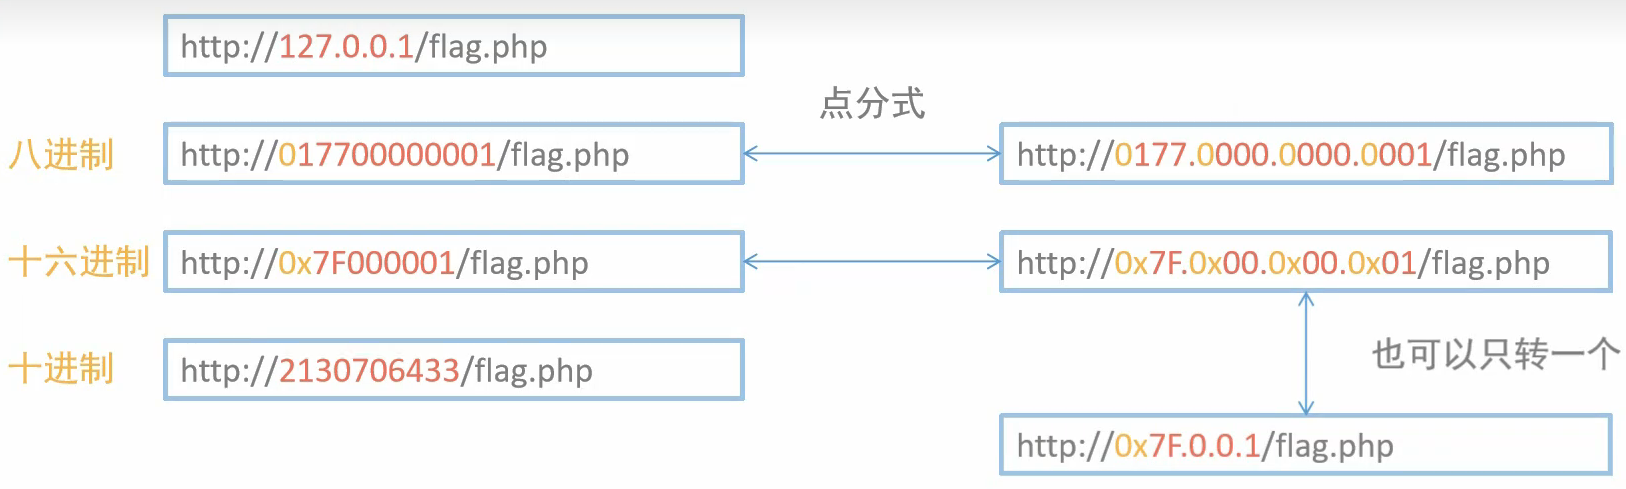 http://127.0.0.1/flag.php
点分式
八进制
http://017700000001/flag.php
http://0177.0000.0000.0001/flag.php
十六进制
http://0x7F000001/flag.php
http://0x7F.0x00.0x00.0x01/flag.php
十进制
http://2130706433/flag.php
也可以只转一个
http://0x7F.0.0.1/flag.php